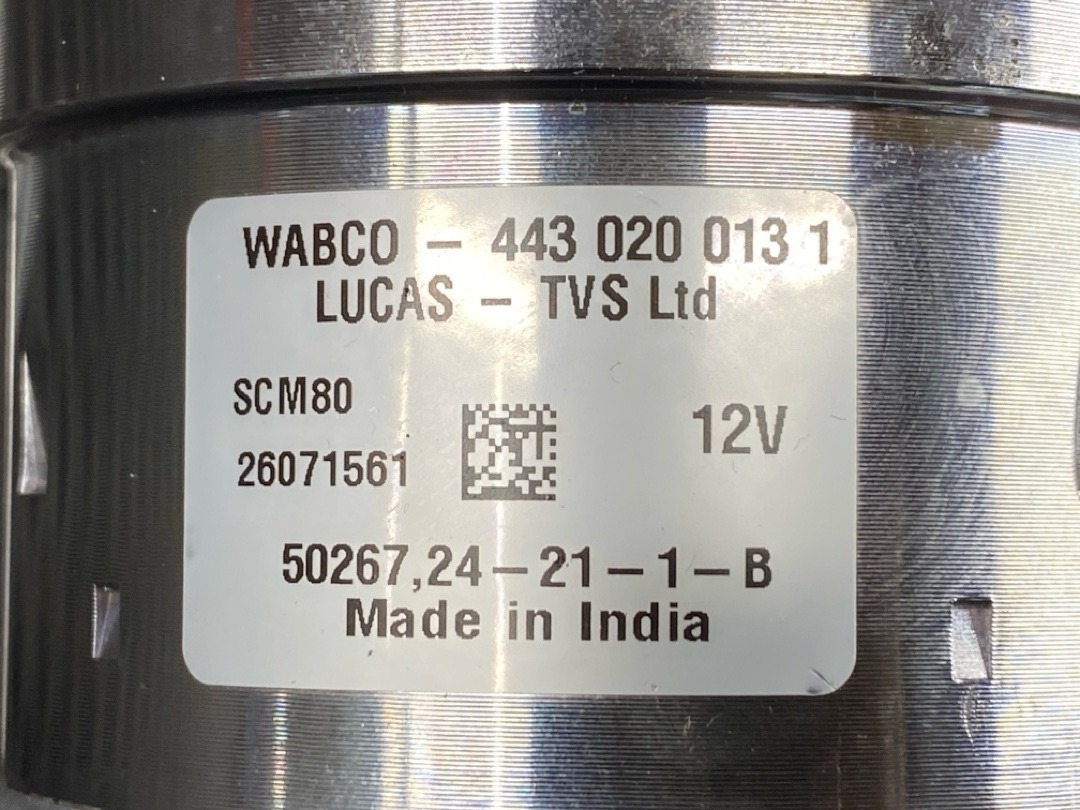 WABCO – 443 020 013 1
LUCAS – TVS Ltd
SCM80
12V
26071561
50267,24–21–1–B
Made in India